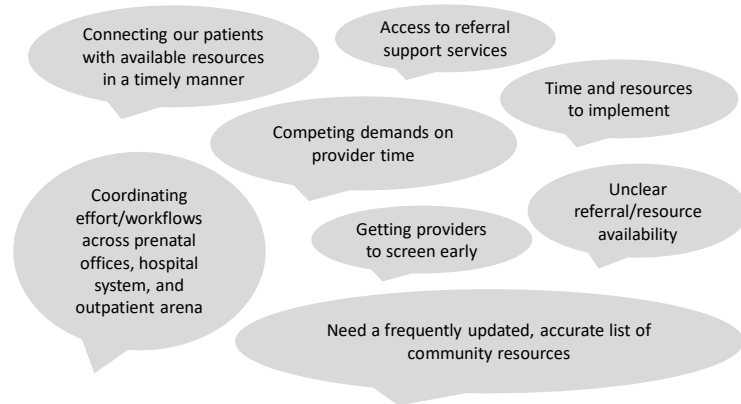 Connecting our patients
with available resources
in a timely manner
Access to referral
support services
Time and resources
to implement
Competing demands on
provider time
Coordinating
effort/workflows
across prenatal
offices, hospital
system, and
outpatient arena
Unclear
referral/resource
availability
Getting providers
to screen early
Need a frequently updated, accurate list of
community resources